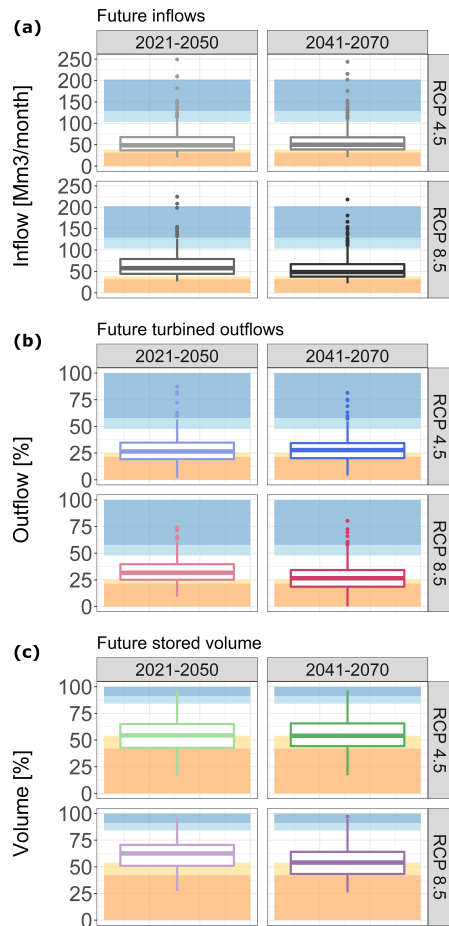 (a)
Future inflows
2021-2050
2041-2070
Inflow [Mm3/month]
250
200
150
100
50
0
RCP 4.5
250
200
150
100
50
0
RCP 8.5
(b)
Future turbined outflows
2021-2050
2041-2070
Outflow [%]
100
75
50
25
0
RCP 4.5
100
75
50
25
0
RCP 8.5
(c)
Future stored volume
2021-2050
2041-2070
Volume [%]
100
75
50
25
0
RCP 4.5
100
75
50
25
0
RCP 8.5